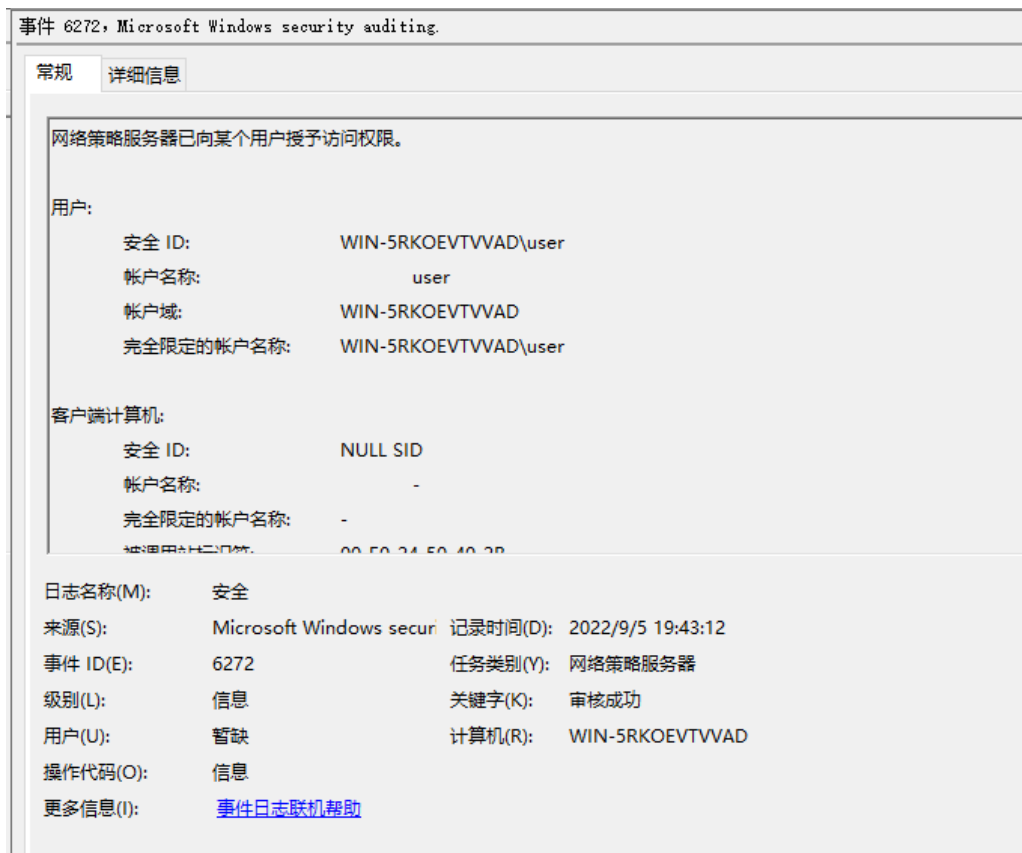 事件 6272，Microsoft Windows security auditing.
常规 详细信息
网络策略服务器已向某个用户授予访问权限。
用户:
安全 ID: WIN-5RKOEVTVVAD\user
帐户名称: user
帐户域: WIN-5RKOEVTVVAD
完全限定的帐户名称: WIN-5RKOEVTVVAD\user
客户端计算机:
安全 ID: NULL SID
帐户名称: -
完全限定的帐户名称: -
日志名称(M): 安全
来源(S): Microsoft Windows secur 记录时间(D): 2022/9/5 19:43:12
事件 ID(E): 6272 任务类别(Y): 网络策略服务器
级别(L): 信息 关键字(K): 审核成功
用户(U): 暂缺 计算机(R): WIN-5RKOEVTVVAD
操作代码(O): 信息
更多信息(I): 事件日志联机帮助